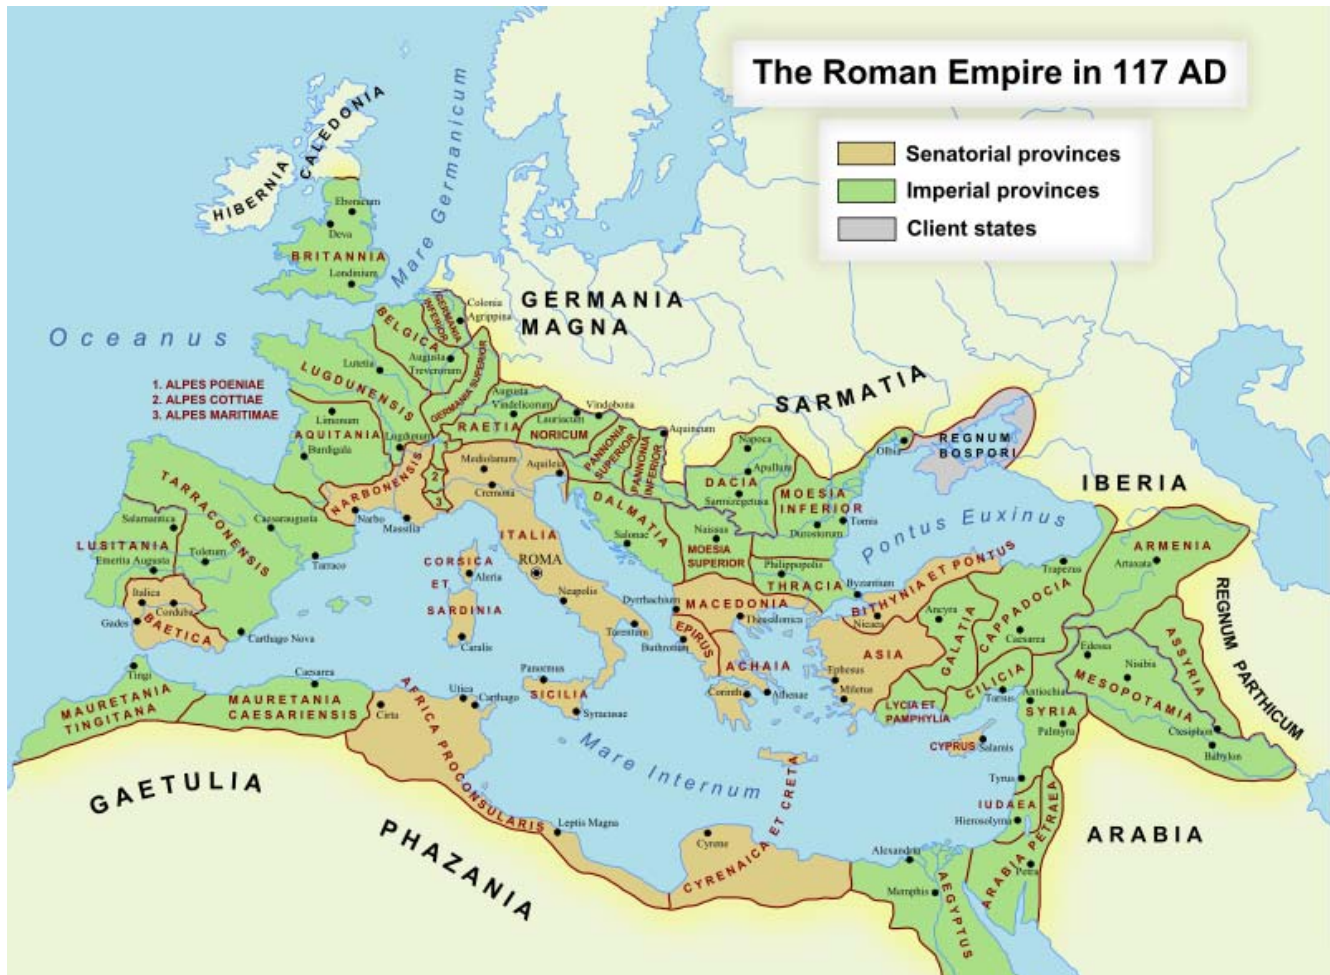 The Roman Empire in 117 AD
Senatorial provinces
Imperial provinces
Client states
HIBERNIA
CALEDONIA
Mare Germanicum
Eboracum
Deva
BRITANNIA
Londinium
Oceanus
GERMANIA
MAGNA
GERMANIA
INFERIOR
Colonia
Agrippina
BELGICA
Augusta
Treverorum
Lutetia
LUGDUNENSIS
GERMANIA SUPERIOR
1. ALPES POENIAE
2. ALPES COTTIAE
3. ALPES MARITIMAE
Limonum
AQUITANIA
Burdigala
Lugdunum
Augusta
Vindelicorum
RAETIA
Lauriacum
NORICUM
Vindobona
PANNONIA
SUPERIOR
PANNONIA
INFERIOR
Aquincum
SARMATIA
Napoca
Apullum
DACIA
Sarmizegetusa
MOESIA
INFERIOR
Olbia
REGNUM
BOSPORI
IBERIA
TARRACONENSIS
Salamantica
Caesaraugusta
LUSITANIA
Toletum
Emerita Augusta
Tarraco
Italica
Corduba
Gades
BAETICA
Carthago Nova
NARBONENSIS
Narbo
Massilia
1
2
3
Mediolanum
Cremona
Aquileia
ITALIA
ROMA
CORSICA
ET
SARDINIA
Aleria
Caralis
Neapolis
Tarentum
DALMATIA
Salonae
Naissus
MOESIA
SUPERIOR
Durostorum
Tomis
Pontus Euxinus
Philippopolis
THRACIA
Byzantium
Dyrrhachium
MACEDONIA
Thessalonica
EPIRUS
Buthrotum
ACHAIA
Corinth
Athenae
BITHYNIA ET PONTUS
Nicaea
Trapezus
ARMENIA
Artaxata
Ancyra
GALATIA
CAPPADOCIA
Caesarea
ASIA
Ephesus
Miletus
LYCIA ET
PAMPHYLIA
CILICIA
Tarsus
Antiochia
SYRIA
Palmyra
CYPRUS
Salamis
Edessa
Nisibis
MESOPOTAMIA
ASSYRIA
Ctesiphon
Babylon
REGNUM PARTHICUM
Tingi
MAURETANIA
TINGITANA
Caesarea
MAURETANIA
CAESARIENSIS
Cirta
Utica
Carthago
AFRICA PROCONSULARIS
Panormus
SICILIA
Syracusae
Mare Internum
Leptis Magna
GAETULIA
PHAZANIA
Cyrene
CYRENAICA ET CRETA
Tyrus
IUDAEA
Hierosolyma
ARABIA PETRAEA
Petra
ARABIA
Alexandria
Memphis
AEGYPTUS